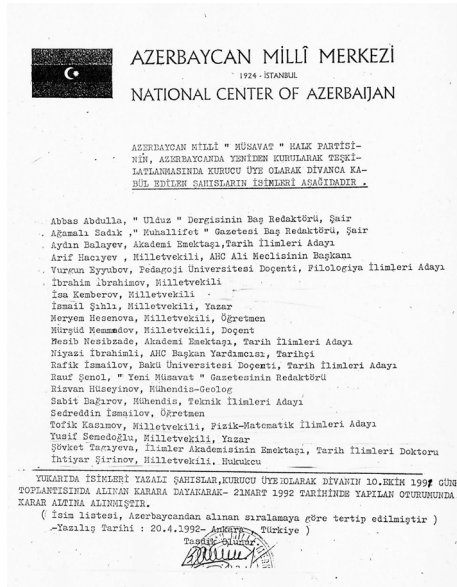 AZERBAYCAN MİLLÎ MERKEZİ
1924 - İSTANBUL
NATIONAL CENTER OF AZERBAIJAN
AZERBAYCAN MİLLİ " MÜSAVAT " HALK PARTİSİ-
NİN, AZERBAYCANDA YENİDEN KURULARAK TEŞKİ-
LATLANMASINDA KURUCU ÜYE OLARAK DİVANCA KA-
BÜL EDİLEN ŞAHISLARIN İSİMLERİ AŞAĞIDADIR .
Abbas Abdulla, " Ulduz " Dergisinin Baş Redaktörü, Şair
Ağamalı Sadık ," Muhallifet " Gazetesi Baş Redaktörü, Şair
Aydın Balayev, Akademi Emektaşı,Tarih İlimleri Adayı
Arif Hacıyev , Milletvekili, AHC Ali Meclisinin Başkanı
Vurgun Eyyubov, Pedagoji Üniversitesi Doçenti, Filologiya İlimleri Adayı
İbrahim İbrahimov, Milletvekili
İsa Kemberov, Milletvekili
İsmail Şıhlı, Milletvekili, Yazar
Meryem Hesenova, Milletvekili, Öğretmen
Mürşüd Memmedov, Milletvekili, Doçent
Nesib Nesibzade, Akademi Emektaşı, Tarih İlimleri Adayı
Niyazi İbrahimli, AHC Başkan Yardımcısı, Tarihçi
Rafik İsmailov, Bakü Üniversitesi Doçenti, Tarih İlimleri Adayı
Rauf Şenol, " Yeni Müsavat " Gazetesinin Redaktörü
Rizvan Hüseyinov, Mühendis-Geolog
Sabit Bağırov, Mühendis, Teknik İlimleri Adayı
Sedreddin İsmailov, Öğretmen
Tofik Kasımov, Milletvekili, Fizik-Matematik İlimleri Adayı
Yusif Semedoğlu, Milletvekili, Yazar
Şövket Tagıyeva, İlimler Akademisinin Emektaşı, Tarih İlimleri Doktoru
İhtiyar Şirinov, Milletvekili, Hukukcu
YUKARIDA İSİMLERİ YAZALI ŞAHISLAR,KURUCU ÜYE OLARAK DİVANIN 10.EKİM 1991 GÜNÜ
TOPLANTISINDA ALINAN KARARA DAYANARAK- 21MART 1992 TARİHİNDE YAPILAN OTURUMUNDA
KARAR ALTINA ALINMIŞTIR.
( İsim listesi, Azerbaycandan alınan sıralamaya göre tertip edilmiştir )
-Yazılış Tarihi : 20.4.1992- Ankara , Türkiye )
Tasdik Olunur.